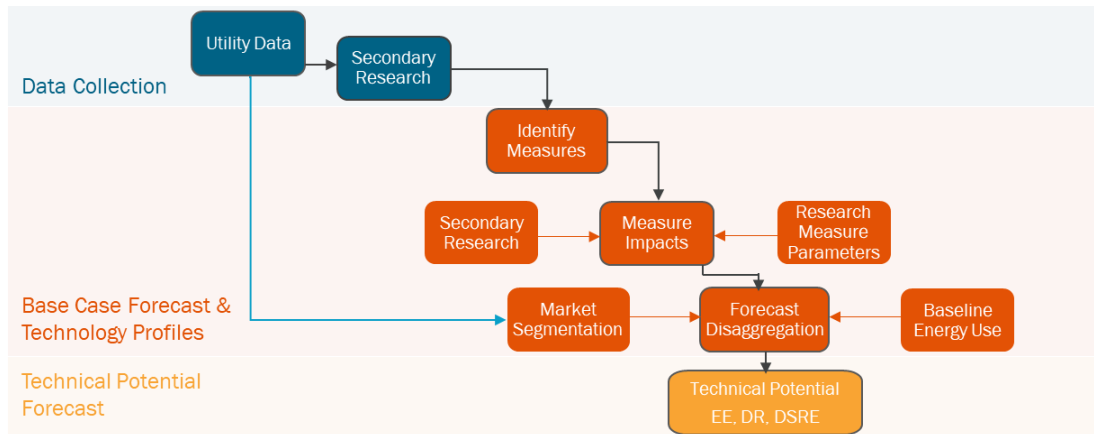 Utility Data
Secondary
Research
Data Collection
Identify
Measures
Secondary
Research
Measure
Impacts
Research
Measure
Parameters
Base Case Forecast &
Technology Profiles
Market
Segmentation
Forecast
Disaggregation
Baseline
Energy Use
Technical Potential
Forecast
Technical Potential
EE, DR, DSRE